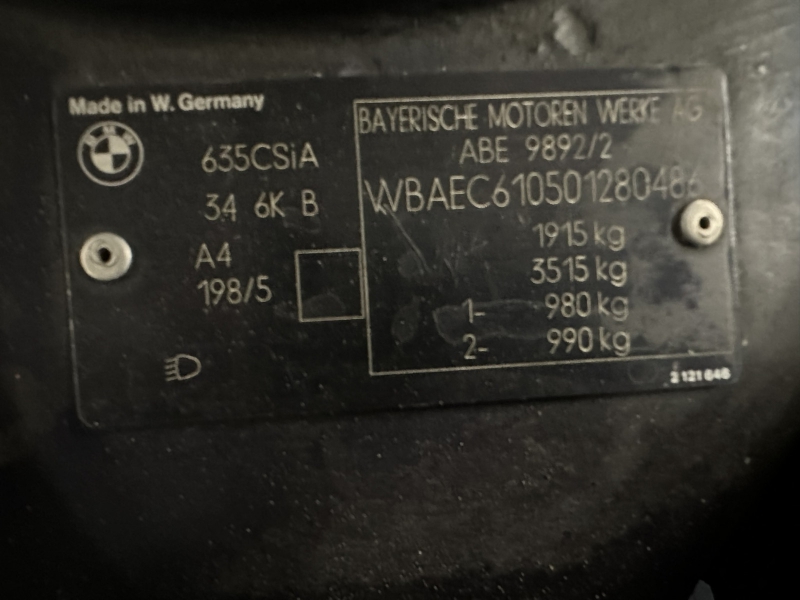 Made in W. Germany
BMW
635CSiA
34 6K B
A4
198/5
BAYERISCHE MOTOREN WERKE AG
ABE 9892/2
WBAEC610501280486
1915 kg
3515 kg
1- 980 kg
2- 990 kg
2 121 646